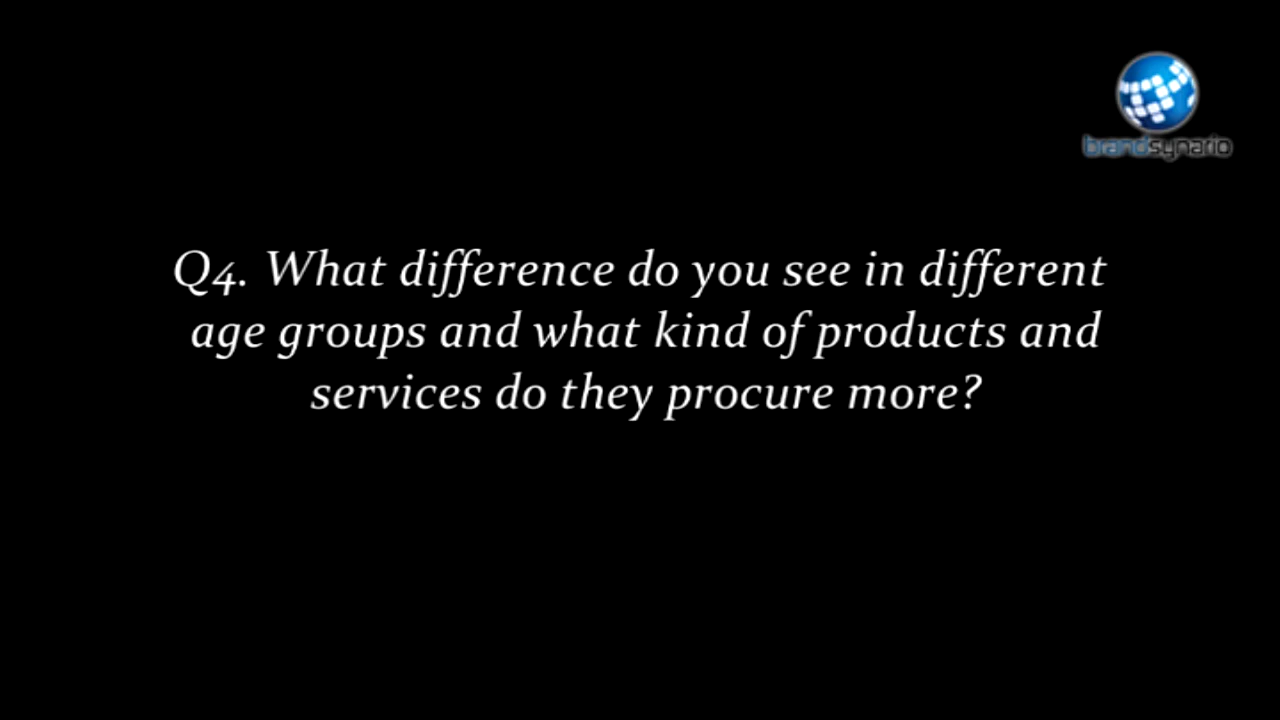 brandsynario
Q4. What difference do you see in different
age groups and what kind of products and
services do they procure more?